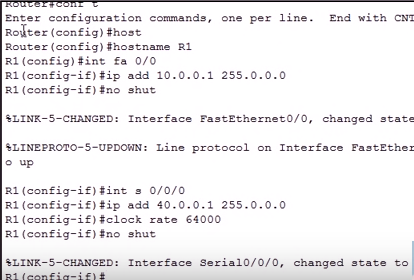 Router#conf t
Enter configuration commands, one per line.  End with CNT
Router(config)#host
Router(config)#hostname R1
R1(config)#int fa 0/0
R1(config-if)#ip add 10.0.0.1 255.0.0.0
R1(config-if)#no shut
%LINK-5-CHANGED: Interface FastEthernet0/0, changed state
%LINEPROTO-5-UPDOWN: Line protocol on Interface FastEther
o up
R1(config-if)#int s 0/0/0
R1(config-if)#ip add 40.0.0.1 255.0.0.0
R1(config-if)#clock rate 64000
R1(config-if)#no shut
%LINK-5-CHANGED: Interface Serial0/0/0, changed state to
R1(config-if)#